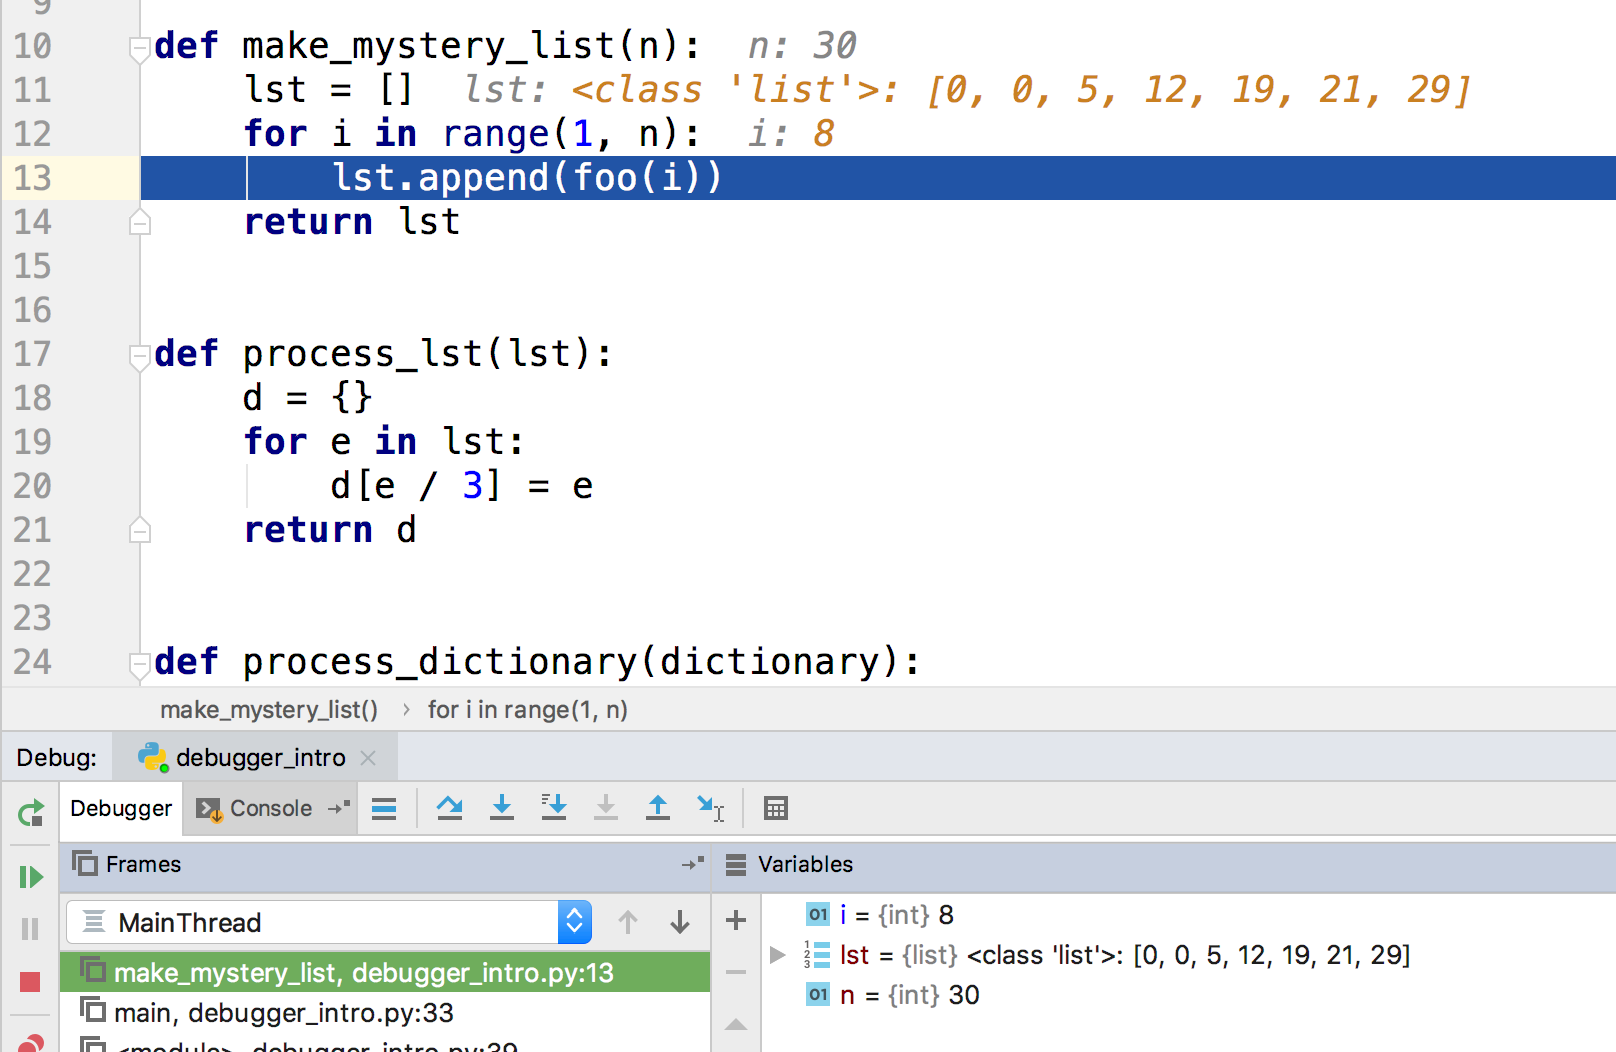 9
10 def make_mystery_list(n): n: 30
11 lst = [] lst: <class 'list'>: [0, 0, 5, 12, 19, 21, 29]
12 for i in range(1, n): i: 8
13 lst.append(foo(i))
14 return lst
15
16
17 def process_lst(lst):
18 d = {}
19 for e in lst:
20 d[e / 3] = e
21 return d
22
23
24 def process_dictionary(dictionary):
make_mystery_list() › for i in range(1, n)
Debug: debugger_intro
Debugger Console
Frames
Variables
MainThread
make_mystery_list, debugger_intro.py:13
main, debugger_intro.py:33
<module>, debugger_intro.py:39
01 i = {int} 8
lst = {list} <class 'list'>: [0, 0, 5, 12, 19, 21, 29]
01 n = {int} 30